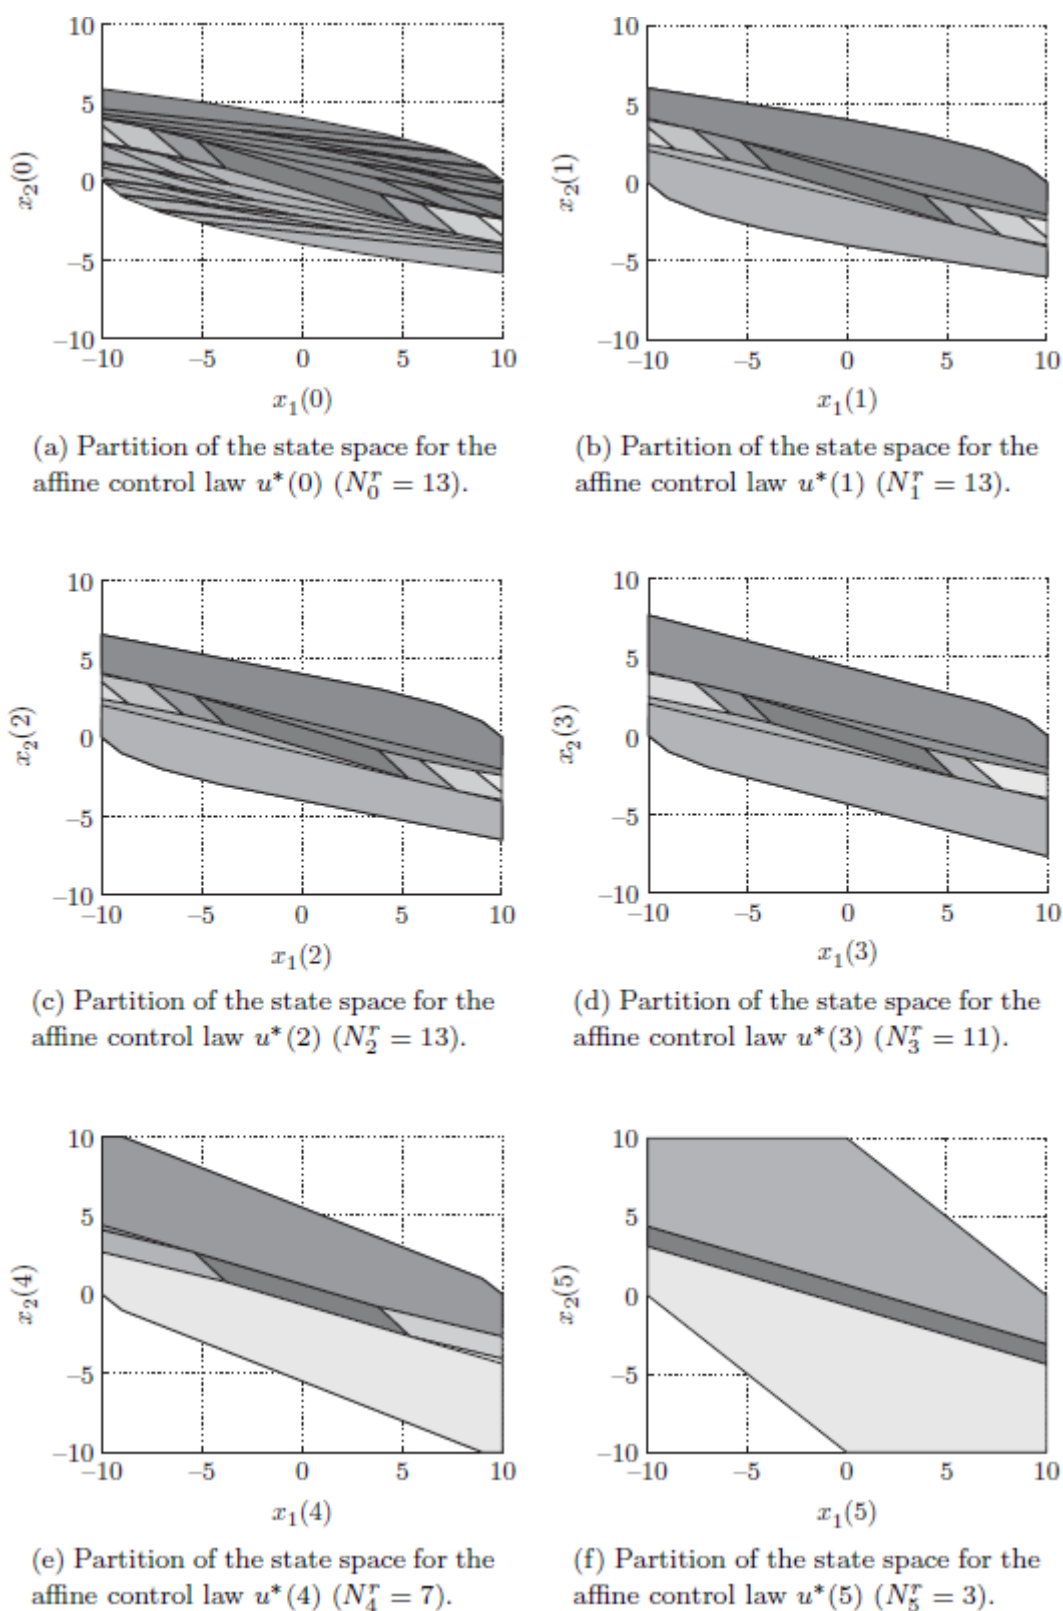 10 10
5 5
x₂(0) 0 x₂(1) 0
−5 −5
−10 −10
−10 −5 0 5 10 −10 −5 0 5 10
x₁(0) x₁(1)
(a) Partition of the state space for the
affine control law u*(0) (N₀ʳ = 13).
(b) Partition of the state space for the
affine control law u*(1) (N₁ʳ = 13).
10 10
5 5
x₂(2) 0 x₂(3) 0
−5 −5
−10 −10
−10 −5 0 5 10 −10 −5 0 5 10
x₁(2) x₁(3)
(c) Partition of the state space for the
affine control law u*(2) (N₂ʳ = 13).
(d) Partition of the state space for the
affine control law u*(3) (N₃ʳ = 11).
10 10
5 5
x₂(4) 0 x₂(5) 0
−5 −5
−10 −10
−10 −5 0 5 10 −10 −5 0 5 10
x₁(4) x₁(5)
(e) Partition of the state space for the
affine control law u*(4) (N₄ʳ = 7).
(f) Partition of the state space for the
affine control law u*(5) (N₅ʳ = 3).